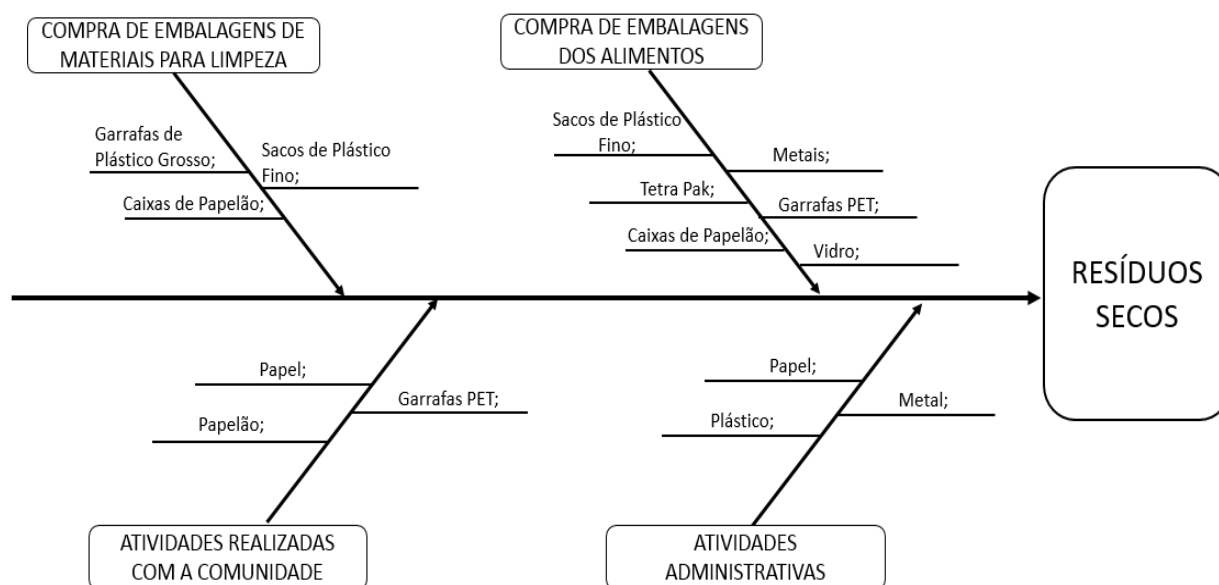 COMPRA DE EMBALAGENS DE
MATERIAIS PARA LIMPEZA
Garrafas de
Plástico Grosso;
Sacos de Plástico
Fino;
Caixas de Papelão;
COMPRA DE EMBALAGENS
DOS ALIMENTOS
Sacos de Plástico
Fino;
Metais;
Tetra Pak;
Garrafas PET;
Caixas de Papelão;
Vidro;
RESÍDUOS
SECOS
Papel;
Garrafas PET;
Papelão;
ATIVIDADES REALIZADAS
COM A COMUNIDADE
Papel;
Metal;
Plástico;
ATIVIDADES
ADMINISTRATIVAS